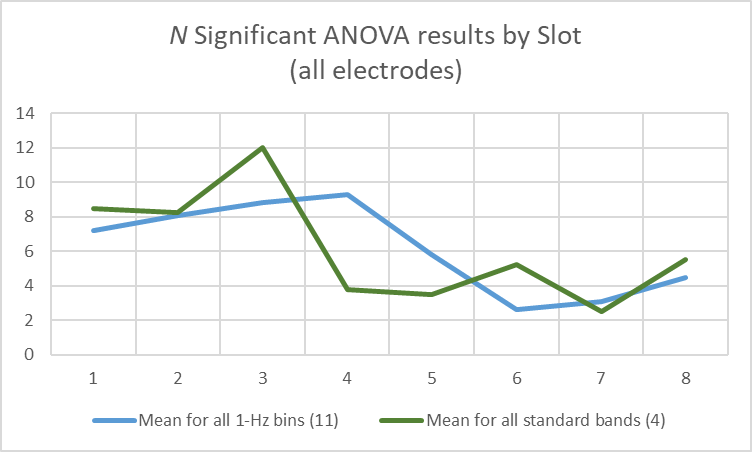 N Significant ANOVA results by Slot
(all electrodes)
14
12
10
8
6
4
2
0
1 2 3 4 5 6 7 8
Mean for all 1-Hz bins (11) Mean for all standard bands (4)